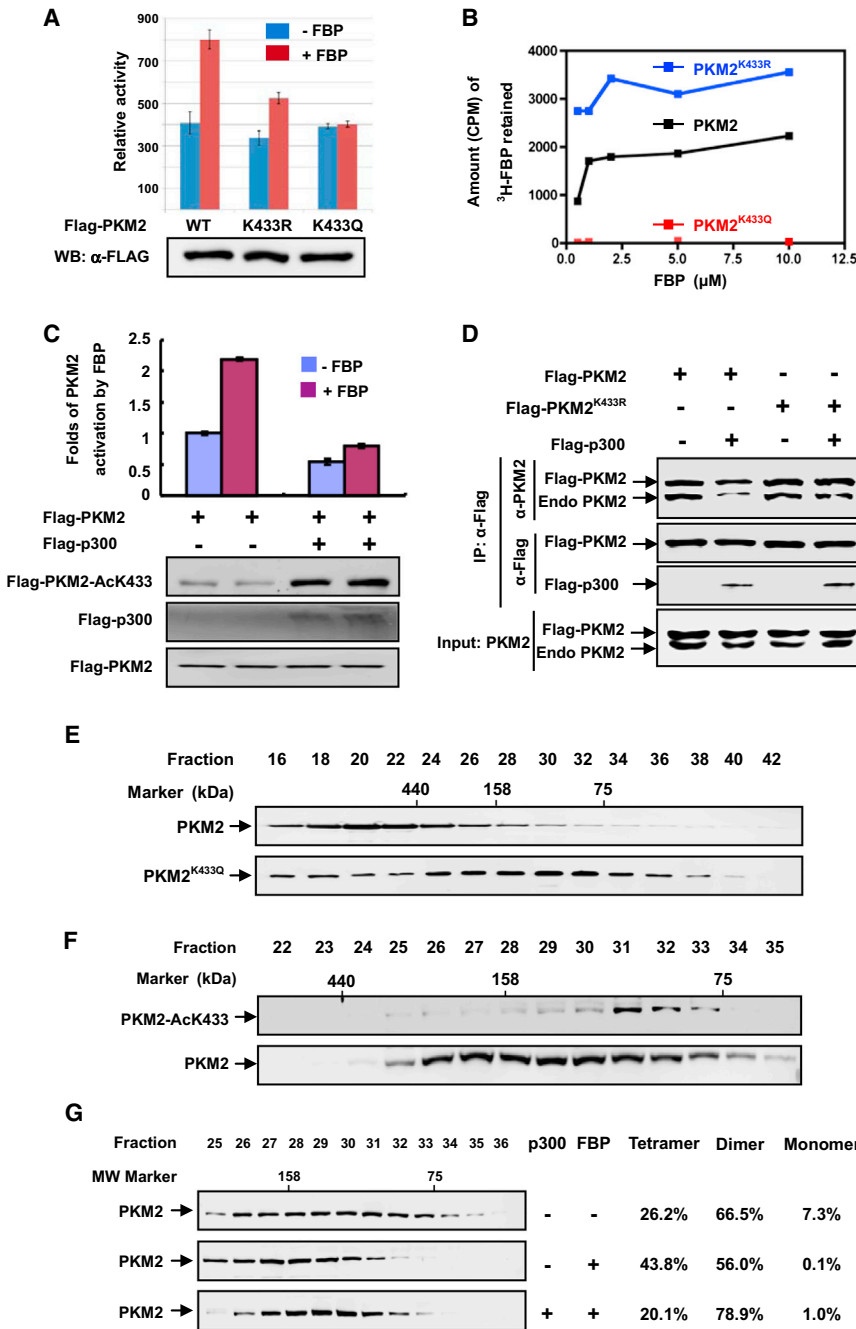 A
900
700
500
300
100
Relative activity
- FBP
+ FBP
Flag-PKM2 WT K433R K433Q
WB: α-FLAG
B
4000
3000
2000
1000
0
Amount (CPM) of
³H-FBP retained
PKM2K433R
PKM2
PKM2K433Q
0.0 2.5 5.0 7.5 10.0 12.5
FBP (µM)
C
2.5
2
1.5
1
0.5
0
Folds of PKM2
activation by FBP
- FBP
+ FBP
Flag-PKM2 + + + +
Flag-p300 - - + +
Flag-PKM2-AcK433
Flag-p300
Flag-PKM2
D
Flag-PKM2 + + - -
Flag-PKM2K433R - - + +
Flag-p300 - + - +
IP: α-Flag
α-PKM2
Flag-PKM2
Endo PKM2
α-Flag
Flag-PKM2
Flag-p300
Input: PKM2
Flag-PKM2
Endo PKM2
E
Fraction 16 18 20 22 24 26 28 30 32 34 36 38 40 42
Marker (kDa) 440 158 75
PKM2
PKM2K433Q
F
Fraction 22 23 24 25 26 27 28 29 30 31 32 33 34 35
Marker (kDa) 440 158 75
PKM2-AcK433
PKM2
G
Fraction 25 26 27 28 29 30 31 32 33 34 35 36 p300 FBP Tetramer Dimer Monomer
MW Marker 158 75
PKM2 - - 26.2% 66.5% 7.3%
PKM2 - + 43.8% 56.0% 0.1%
PKM2 + + 20.1% 78.9% 1.0%